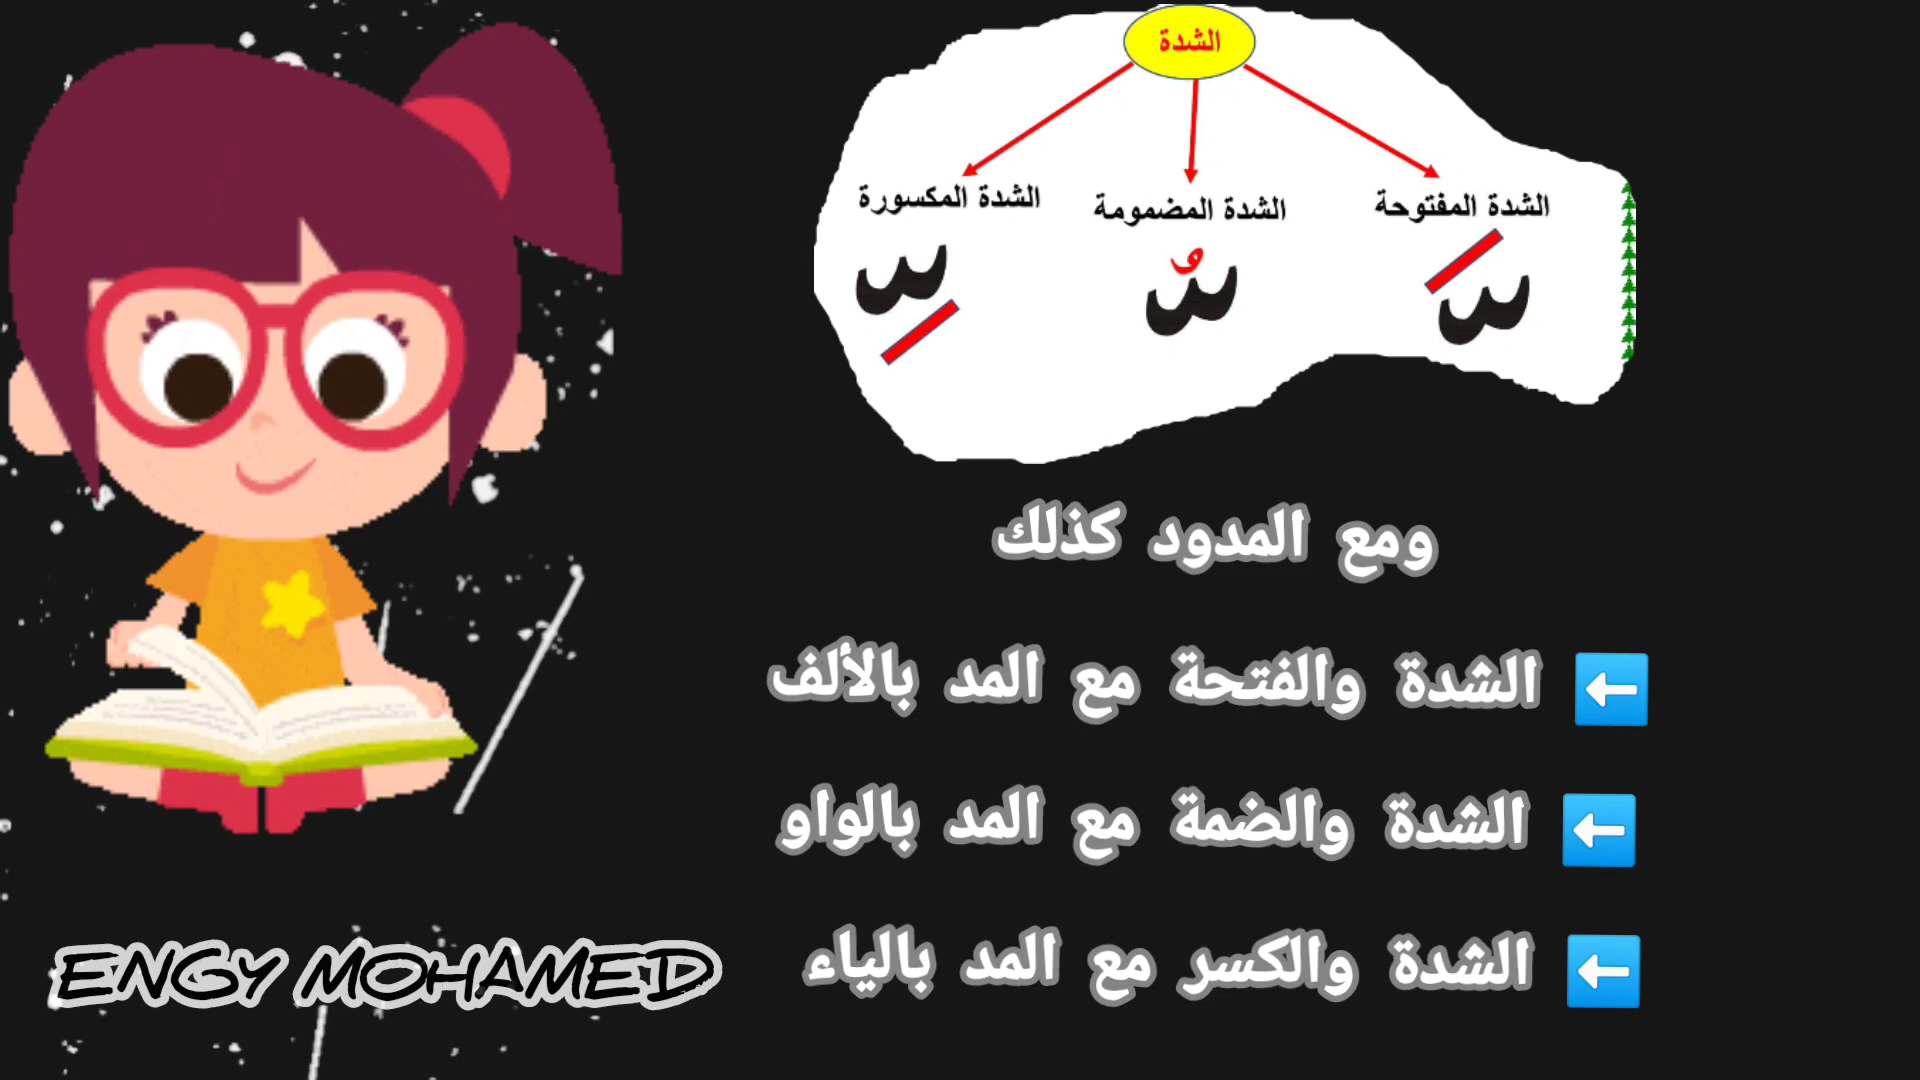 الشدة
الشدة المفتوحة
الشدة المضمومة
الشدة المكسورة
ومع المدود كذلك
الشدة والفتحة مع المد بالألف
الشدة والضمة مع المد بالواو
الشدة والكسر مع المد بالياء
ENGY MOHAMED